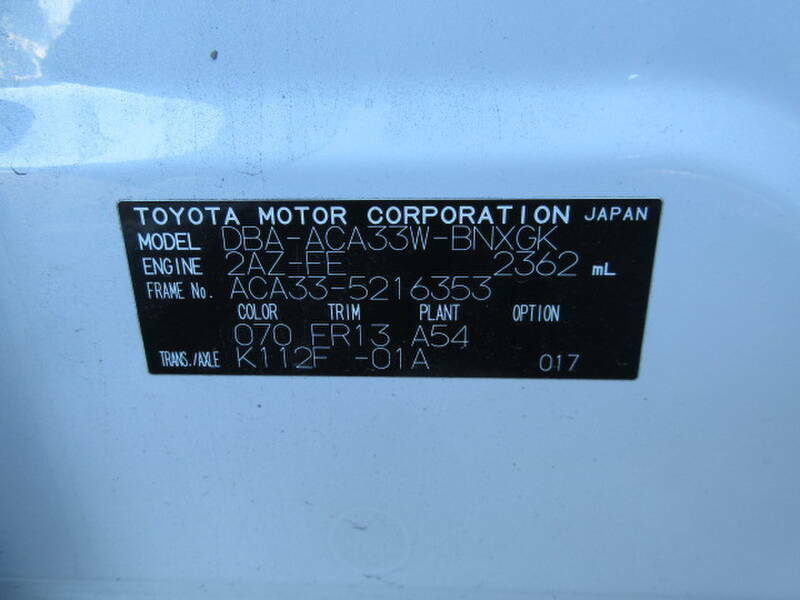 TOYOTA MOTOR CORPORATION JAPAN
MODEL DBA-ACA33W-BNXGK
ENGINE 2AZ-FE 2362 mL
FRAME No. ACA33-5216353
COLOR TRIM PLANT OPTION
070 FR13 A54
TRANS./AXLE K112F -01A 017